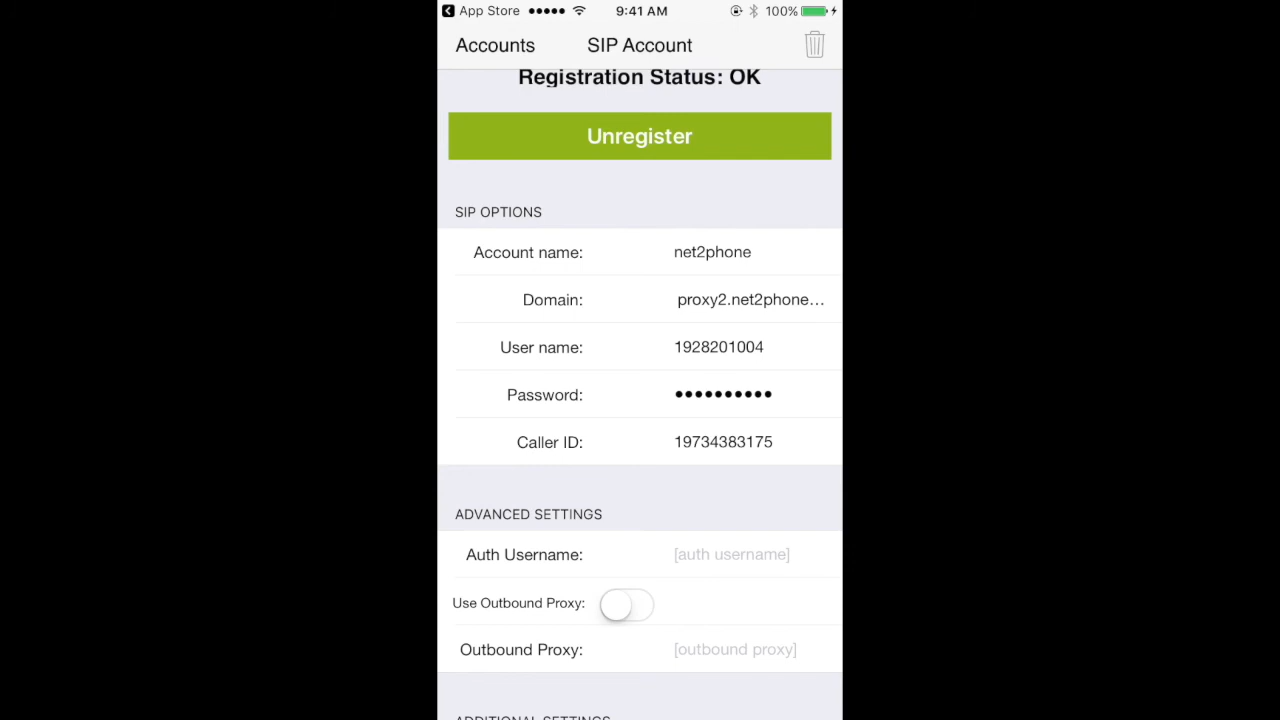 App Store 9:41 AM 100%
Accounts SIP Account
Registration Status: OK
Unregister
SIP OPTIONS
Account name: net2phone
Domain: proxy2.net2phone...
User name: 1928201004
Password: ●●●●●●●●●●
Caller ID: 19734383175
ADVANCED SETTINGS
Auth Username: [auth username]
Use Outbound Proxy:
Outbound Proxy: [outbound proxy]
ADDITIONAL SETTINGS